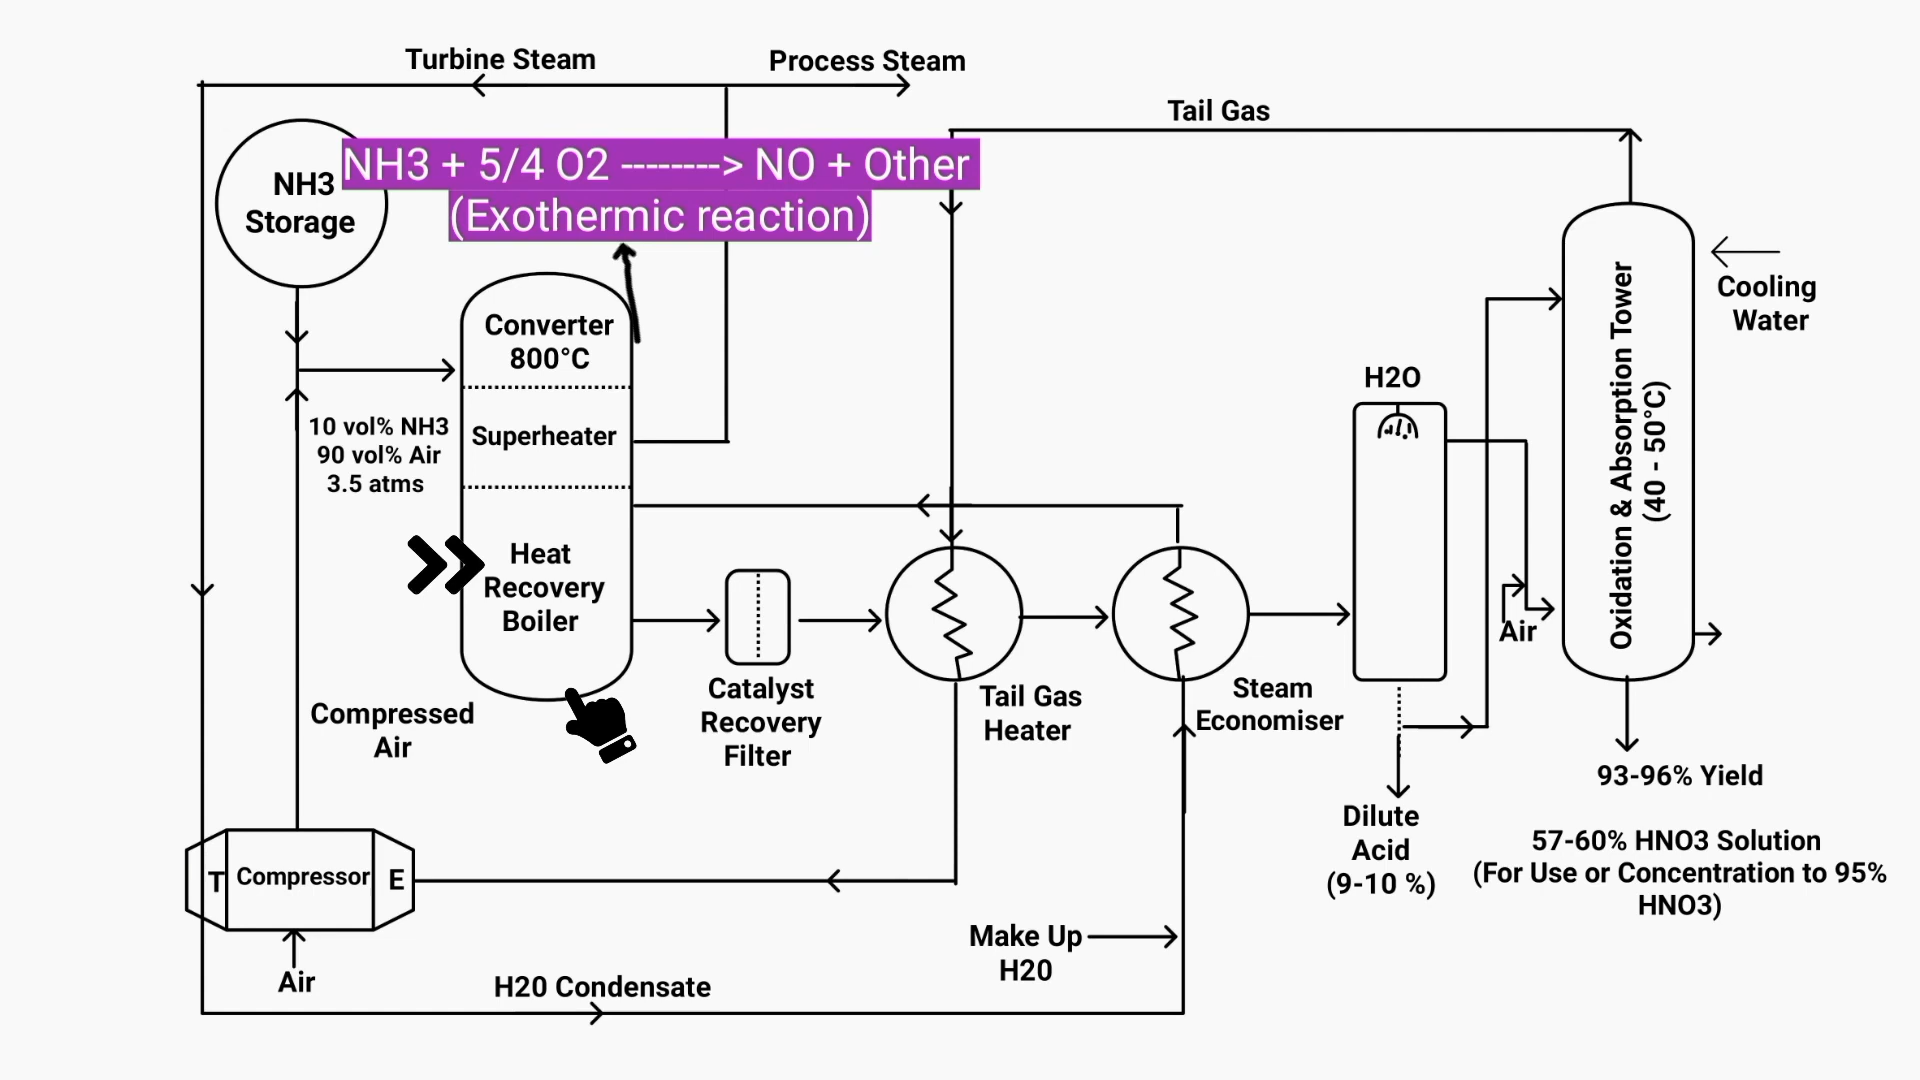 Turbine Steam
Process Steam
Tail Gas
NH3
Storage
NH3 + 5/4 O2 --------> NO + Other
(Exothermic reaction)
Converter
800°C
Superheater
Heat
Recovery
Boiler
10 vol% NH3
90 vol% Air
3.5 atms
Compressed
Air
Catalyst
Recovery
Filter
Tail Gas
Heater
Steam
Economiser
H2O
Cooling
Water
Oxidation & Absorption Tower
(40 - 50°C)
Air
Dilute
Acid
(9-10 %)
93-96% Yield
57-60% HNO3 Solution
(For Use or Concentration to 95%
HNO3)
T
Compressor
E
Air
Make Up
H20
H20 Condensate